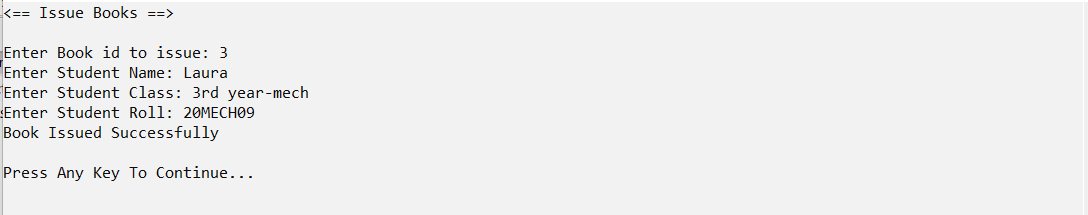 <== Issue Books ==>
Enter Book id to issue: 3
Enter Student Name: Laura
Enter Student Class: 3rd year-mech
Enter Student Roll: 20MECH09
Book Issued Successfully
Press Any Key To Continue...